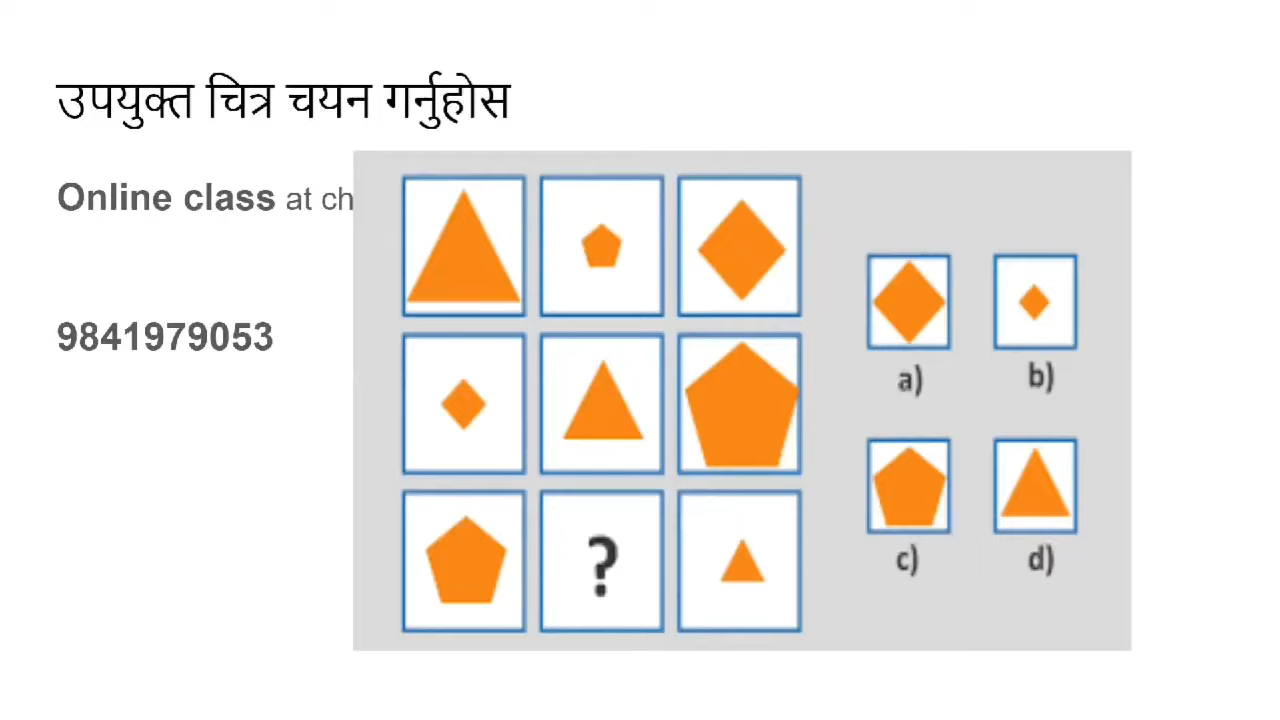 उपयुक्त चित्र चयन गर्नुहोस
Online class at ch
9841979053
?
a)
b)
c)
d)